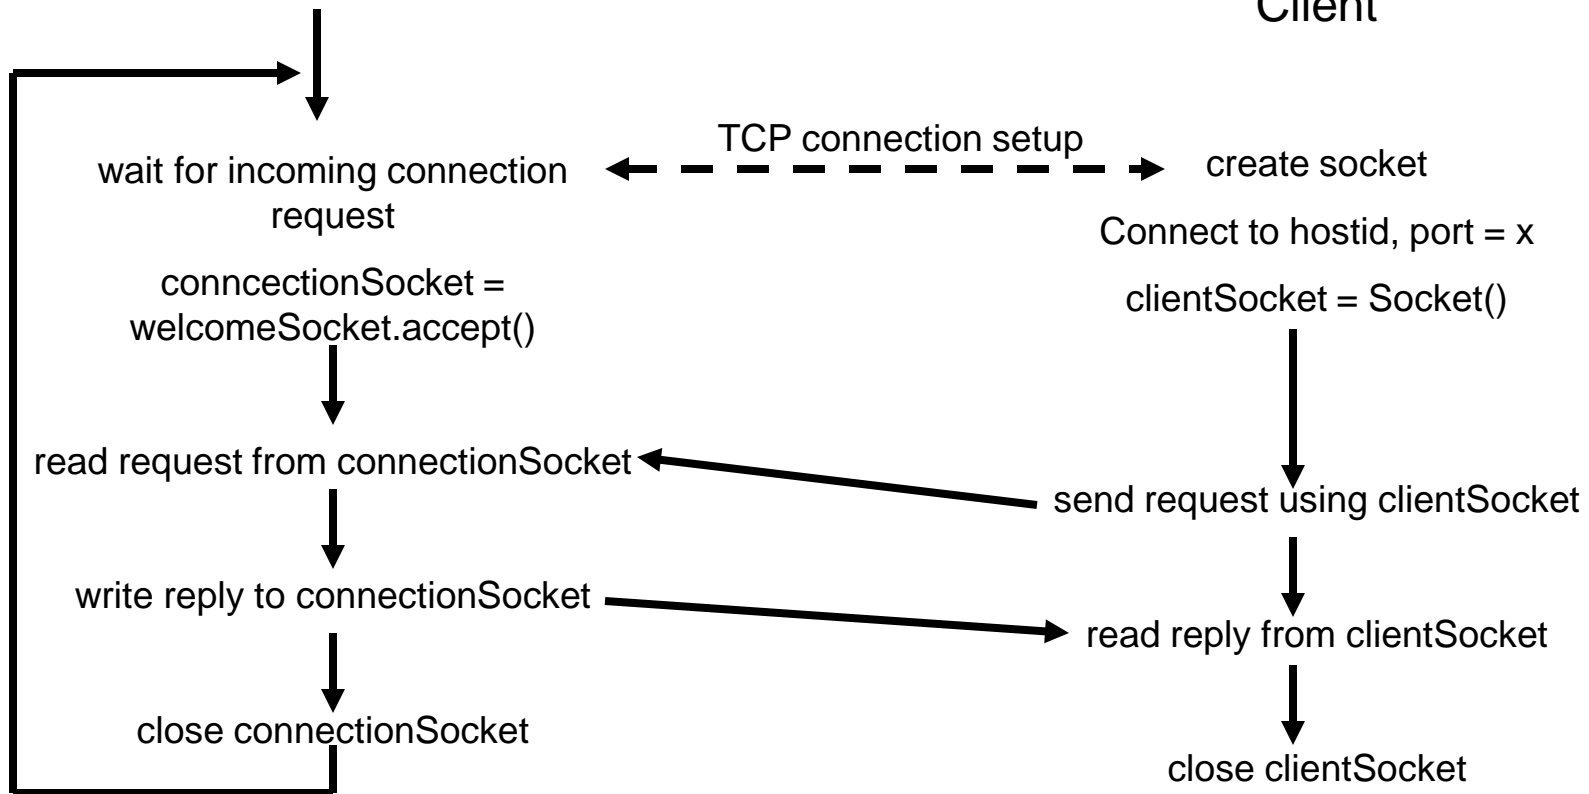 Client
TCP connection setup
wait for incoming connection
request
conncectionSocket =
welcomeSocket.accept()
create socket
Connect to hostid, port = x
clientSocket = Socket()
read request from connectionSocket
send request using clientSocket
write reply to connectionSocket
read reply from clientSocket
close connectionSocket
close clientSocket